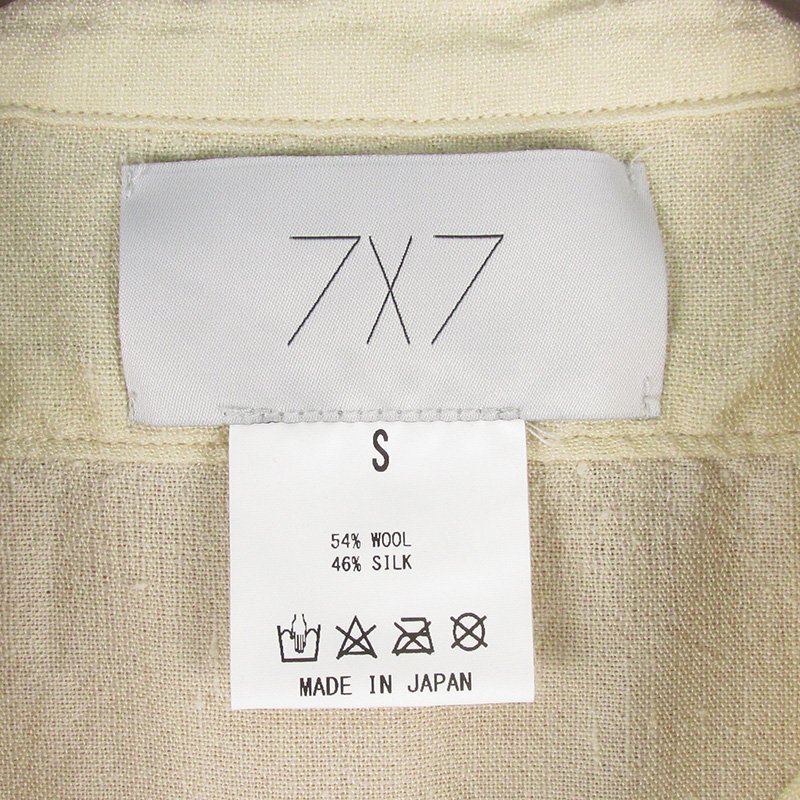 7X7
S
54% WOOL
46% SILK
MADE IN JAPAN